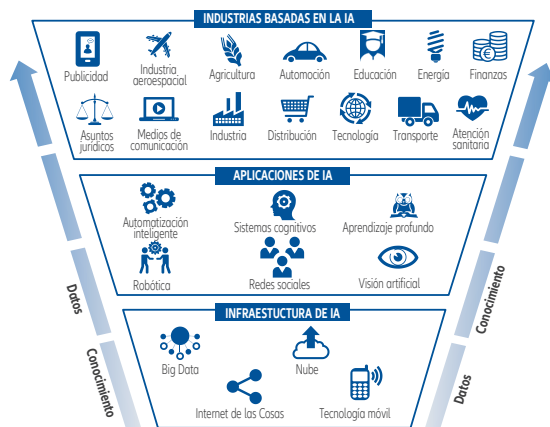 INDUSTRIAS BASADAS EN LA IA
Publicidad
Industria
aeroespacial
Agricultura
Automoción
Educación
Energía
Finanzas
Asuntos
jurídicos
Medios de
comunicación
Industria
Distribución
Tecnología
Transporte
Atención
sanitaria
APLICACIONES DE IA
Automatización
inteligente
Sistemas cognitivos
Aprendizaje profundo
Robótica
Redes sociales
Visión artificial
INFRAESTUCTURA DE IA
Big Data
Nube
Internet de las Cosas
Tecnología móvil
Datos
Conocimiento
Conocimiento
Datos